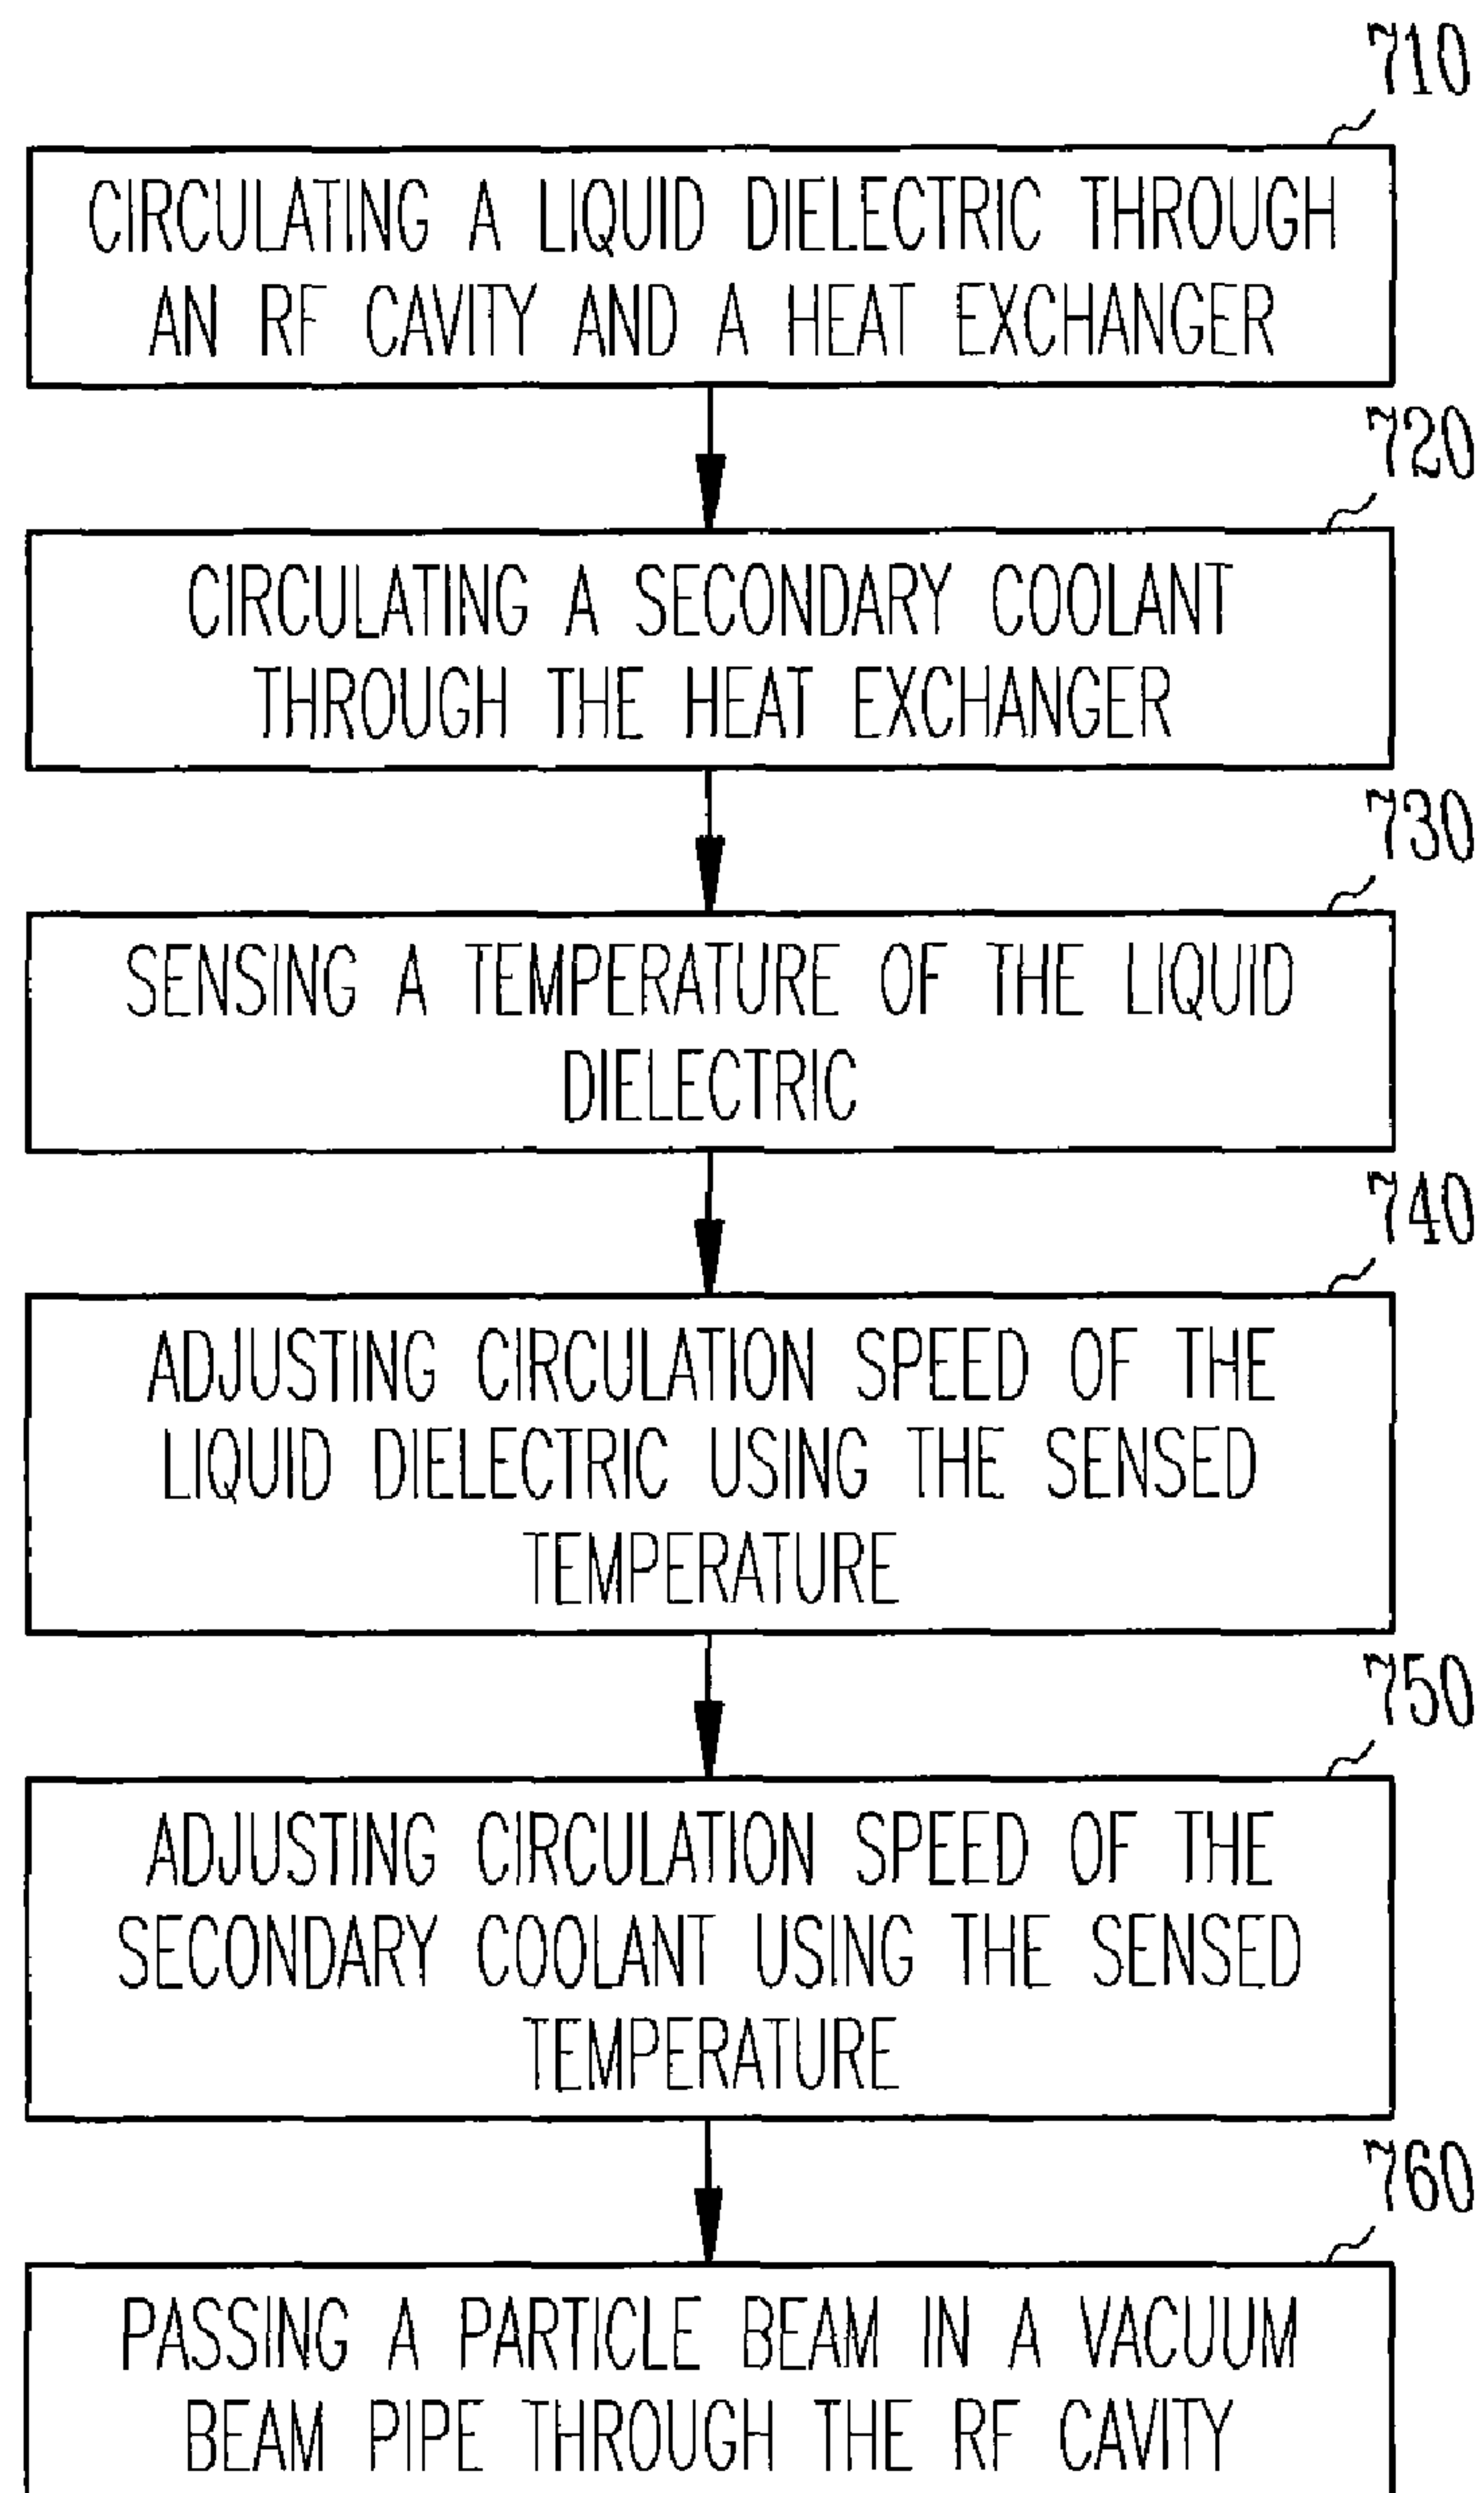 710
CIRCULATING A LIQUID DIELECTRIC THROUGH
AN RF CAVITY AND A HEAT EXCHANGER
720
CIRCULATING A SECONDARY COOLANT
THROUGH THE HEAT EXCHANGER
730
SENSING A TEMPERATURE OF THE LIQUID
DIELECTRIC
740
ADJUSTING CIRCULATION SPEED OF THE
LIQUID DIELECTRIC USING THE SENSED
TEMPERATURE
750
ADJUSTING CIRCULATION SPEED OF THE
SECONDARY COOLANT USING THE SENSED
TEMPERATURE
760
PASSING A PARTICLE BEAM IN A VACUUM
BEAM PIPE THROUGH THE RF CAVITY